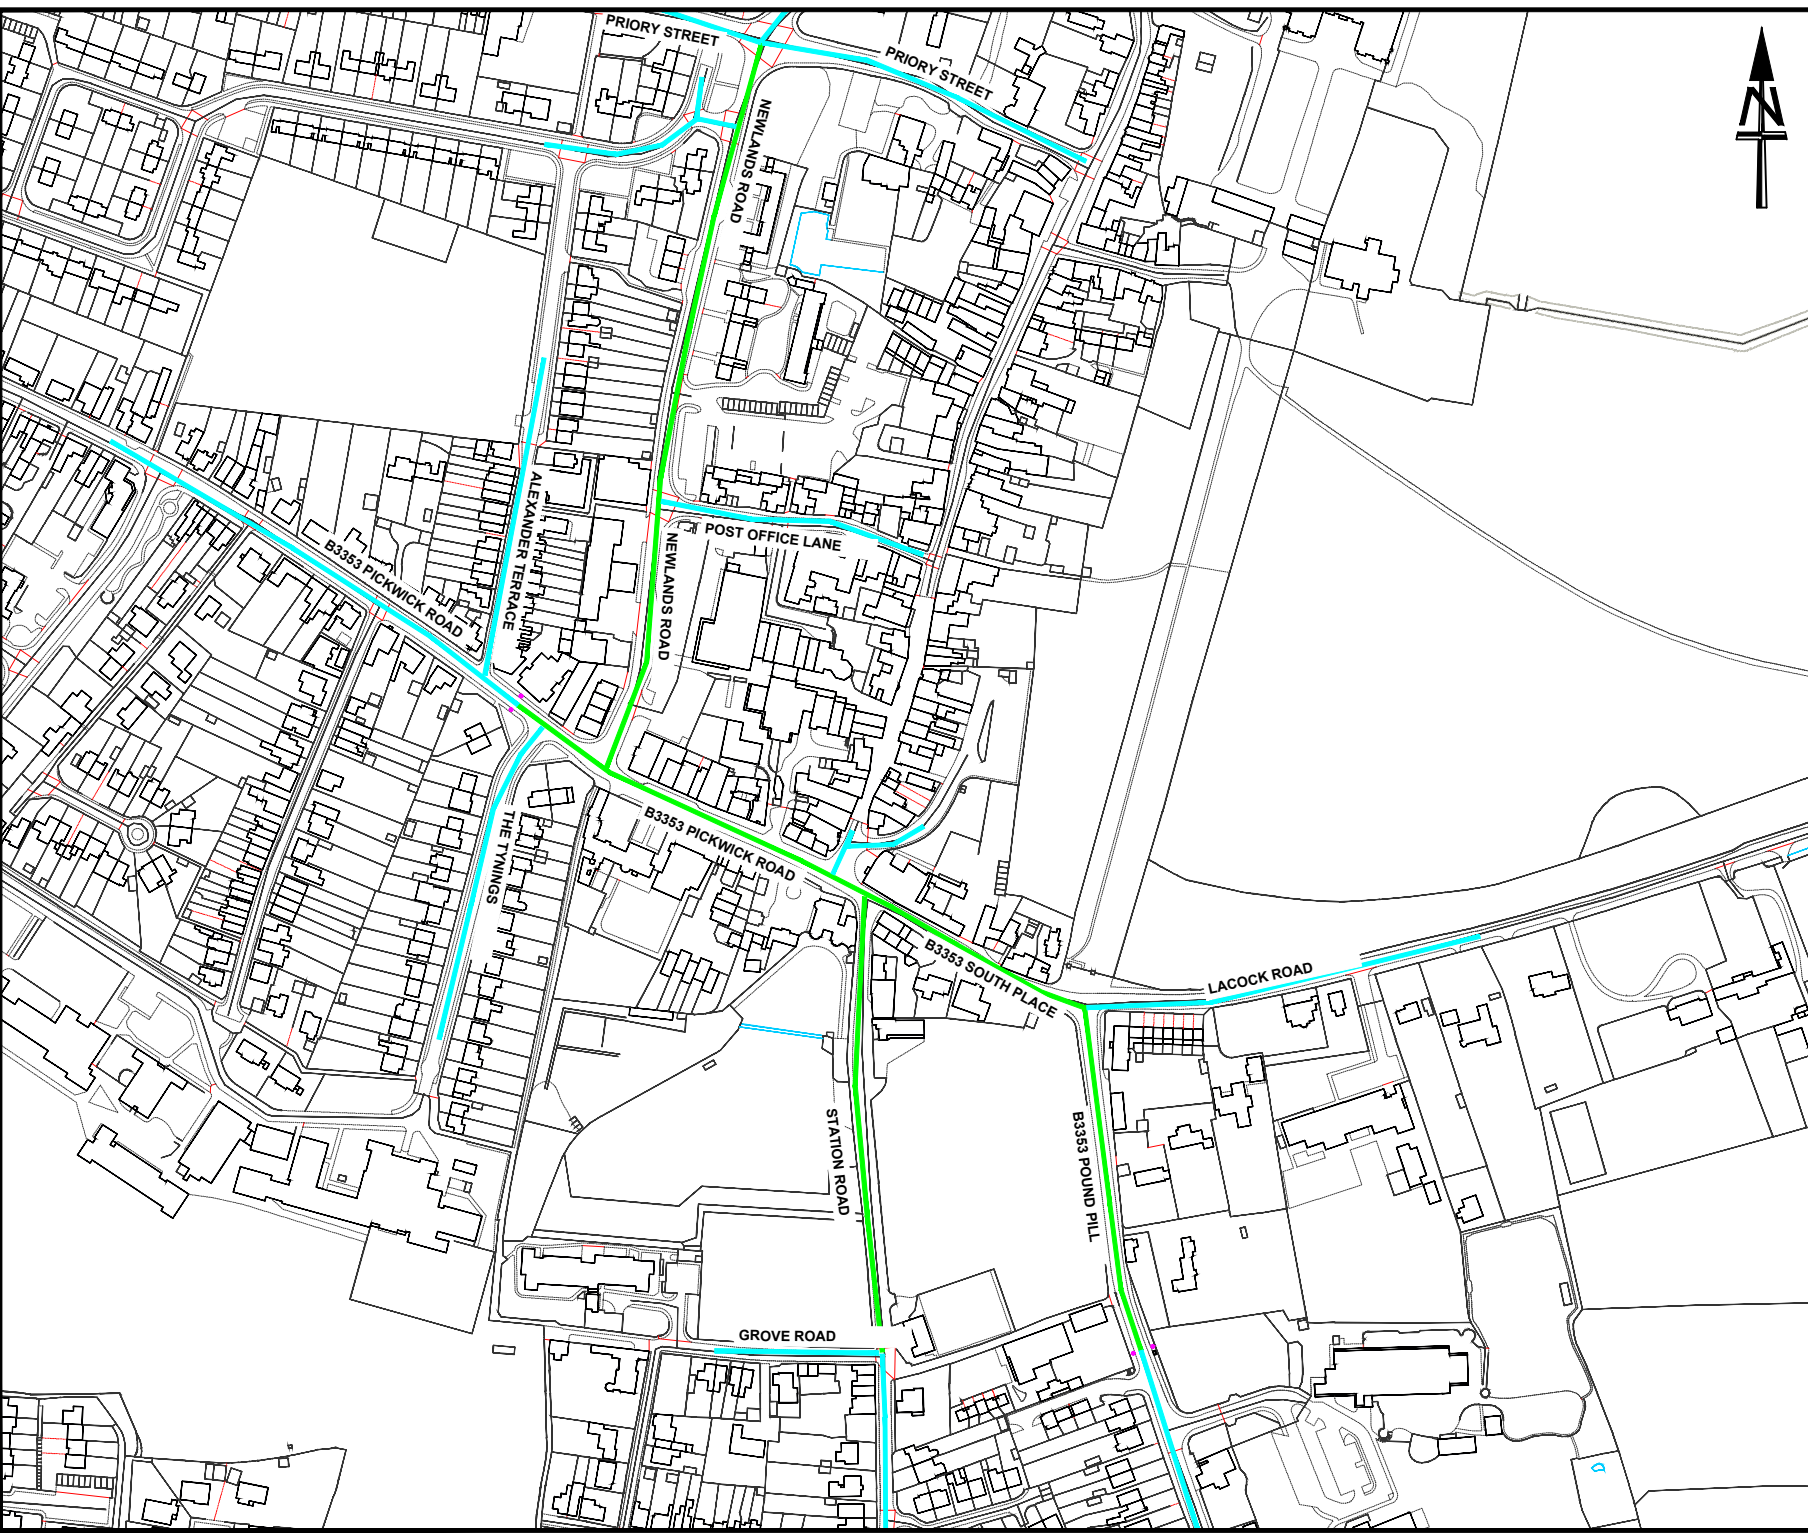 PRIORY STREET
PRIORY STREET
N
NEWLANDS ROAD
ALEXANDER TERRACE
POST OFFICE LANE
B3353 PICKWICK ROAD
NEWLANDS ROAD
THE TYNINGS
B3353 PICKWICK ROAD
B3353 SOUTH PLACE
LACOCK ROAD
STATION ROAD
B3353 POUND PILL
GROVE ROAD